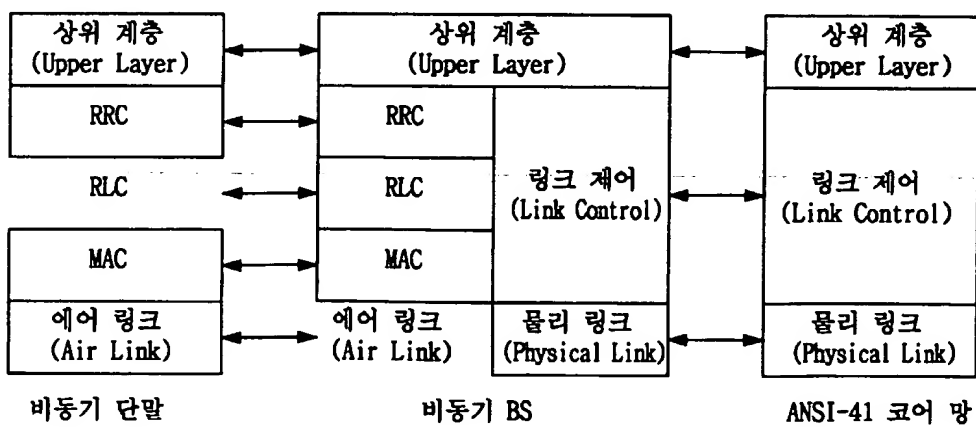 상위 계층
(Upper Layer)
RRC
RLC
MAC
에어 링크
(Air Link)
비동기 단말
상위 계층
(Upper Layer)
RRC
RLC
MAC
에어 링크
(Air Link)
링크 제어
(Link Control)
물리 링크
(Physical Link)
비동기 BS
상위 계층
(Upper Layer)
링크 제어
(Link Control)
물리 링크
(Physical Link)
ANSI-41 코어 망